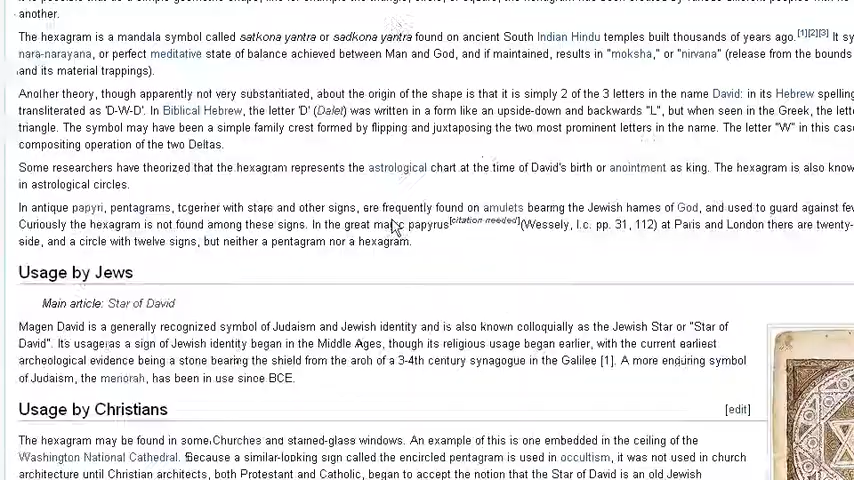 another.
The hexagram is a mandala symbol called satkona yantra or sadkona yantra found on ancient South Indian Hindu temples built thousands of years ago.[1][2][3] It sy
nara-narayana, or perfect meditative state of balance achieved between Man and God, and if maintained, results in "moksha," or "nirvana" (release from the bounds
and its material trappings).
Another theory, though apparently not very substantiated, about the origin of the shape is that it is simply 2 of the 3 letters in the name David: in its Hebrew spelling
transliterated as 'D-W-D'. In Biblical Hebrew, the letter 'D' (Dalet) was written in a form like an upside-down and backwards "L", but when seen in the Greek, the lette
triangle. The symbol may have been a simple family crest formed by flipping and juxtaposing the two most prominent letters in the name. The letter "W" in this case
compositing operation of the two Deltas.
Some researchers have theorized that the hexagram represents the astrological chart at the time of David's birth or anointment as king. The hexagram is also know
in astrological circles.
In antique papyri, pentagrams, together with stars and other signs, are frequently found on amulets bearing the Jewish names of God, and used to guard against fev
Curiously the hexagram is not found among these signs. In the great magic papyrus[citation needed](Wessely, l.c. pp. 31, 112) at Paris and London there are twenty-
side, and a circle with twelve signs, but neither a pentagram nor a hexagram.
Usage by Jews
Main article: Star of David
Magen David is a generally recognized symbol of Judaism and Jewish identity and is also known colloquially as the Jewish Star or "Star of
David". Its usage as a sign of Jewish identity began in the Middle Ages, though its religious usage began earlier, with the current earliest
archeological evidence being a stone bearing the shield from the arch of a 3-4th century synagogue in the Galilee [1]. A more enduring symbol
of Judaism, the menorah, has been in use since BCE.
Usage by Christians
[edit]
The hexagram may be found in some Churches and stained-glass windows. An example of this is one embedded in the ceiling of the
Washington National Cathedral. Because a similar-looking sign called the encircled pentagram is used in occultism, it was not used in church
architecture until Christian architects, both Protestant and Catholic, began to accept the notion that the Star of David is an old Jewish